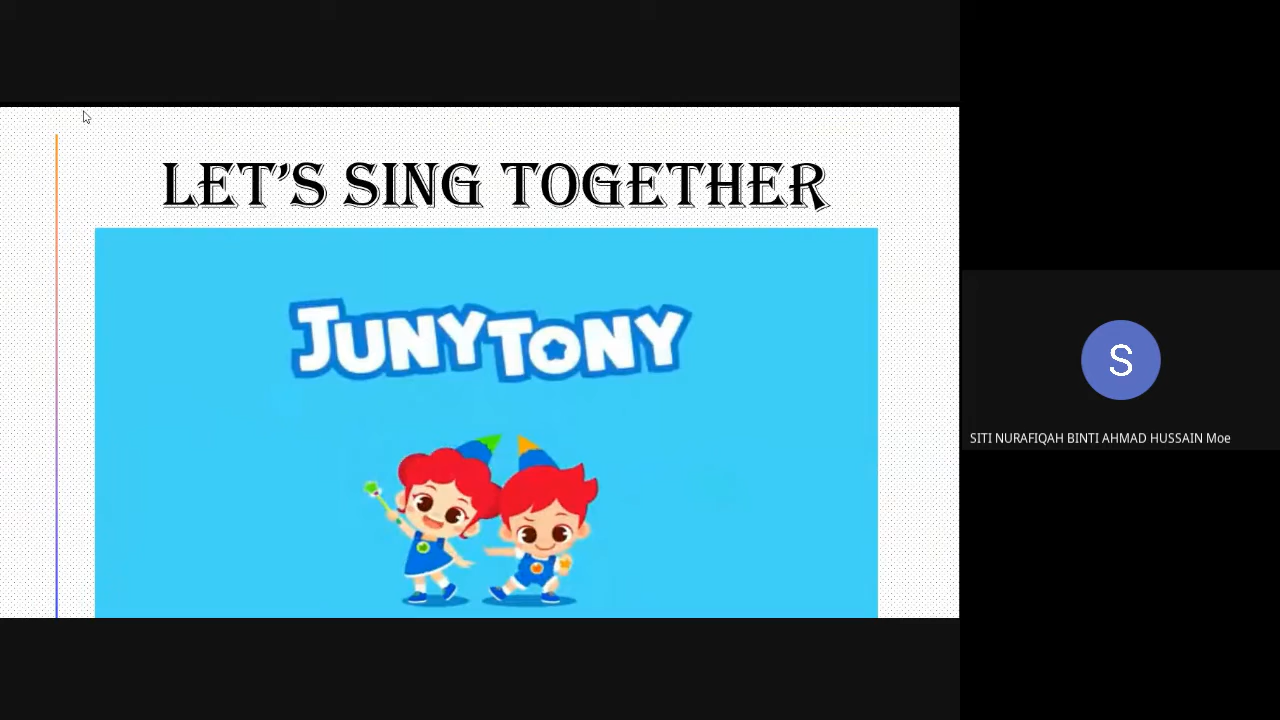 LET'S SING TOGETHER
JUNYTONY
S
SITI NURAFIQAH BINTI AHMAD HUSSAIN Moe